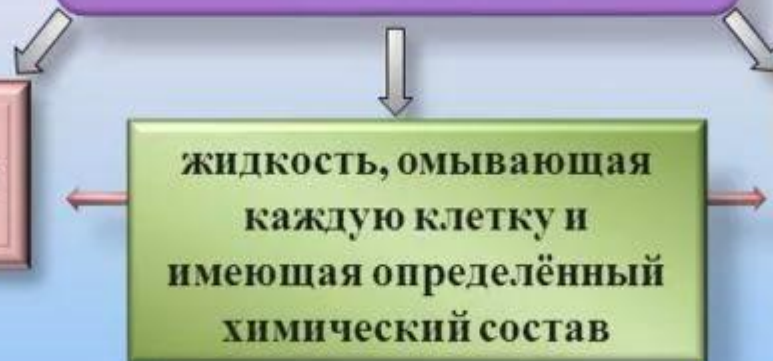 жидкость, омывающая
каждую клетку и
имеющая определённый
химический состав